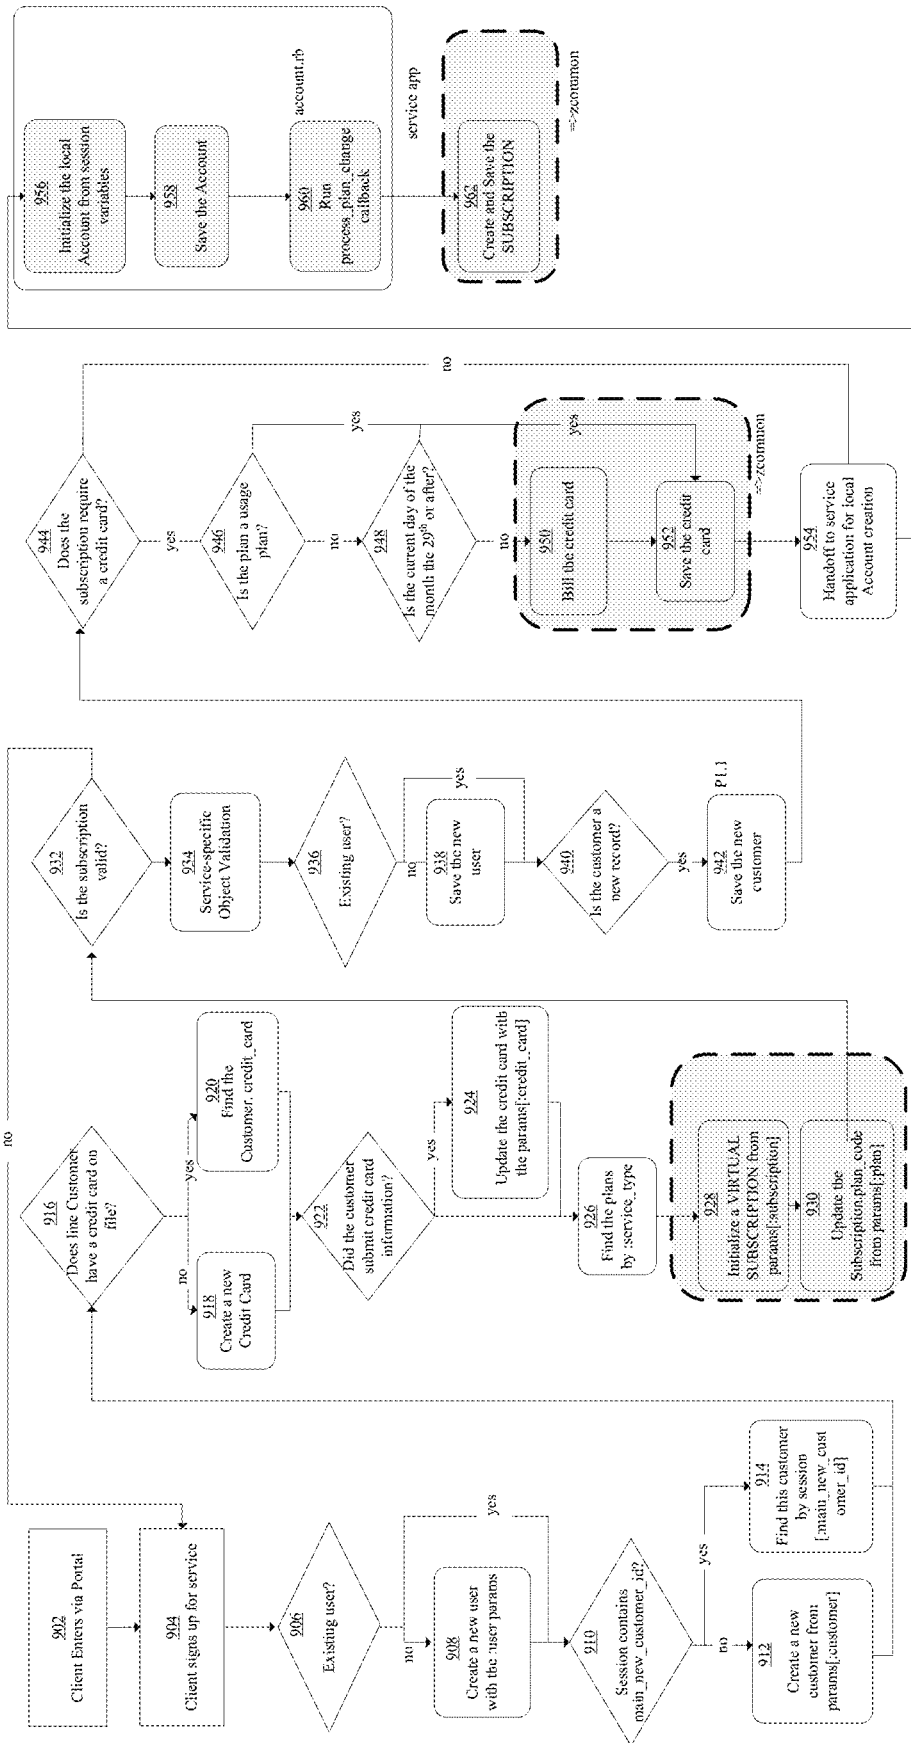 902
Client Enters via Portal
904
Client signs up for service
906
Existing user?
no
yes
908
Create a new user
with the :user params
910
Session contains
main_new_customer_id?
no
yes
912
Create a new
customer from
params[:customer]
914
Find this customer
by session
[:main_new_cust
omer_id]
916
Does line Customer
have a credit card on
file?
no
yes
918
Create a new
Credit Card
920
Find the
Customer. credit_card
922
Did the customer
submit credit card
information?
yes
924
Update the credit card with
the params[:credit_card]
926
Find the plans
by :service_type
928
Initialize a VIRTUAL
SUBSCRIPTION from
params[:subscription]
930
Update the
Subscription.plan_code
from params[:plan]
no
932
Is the subscription
valid?
934
Service-specific
Object Validation
936
Existing user?
no
yes
938
Save the new
user
940
Is the customer a
new record?
yes
P1.1
942
Save the new
customer
944
Does the
subscription require
a credit card?
yes
no
946
Is the plan a usage
plan?
no
yes
948
Is the current day of the
month the 29th or after?
no
yes
950
Bill the credit card
952
Save the credit
card
=>zcommon
954
Handoff to service
application for local
Account creation
956
Initialize the local
Account from session
variables
958
Save the Account
account.rb
960
Run
process_plan_change
callback
service app
962
Create and Save the
SUBSCRIPTION
=>zcommon